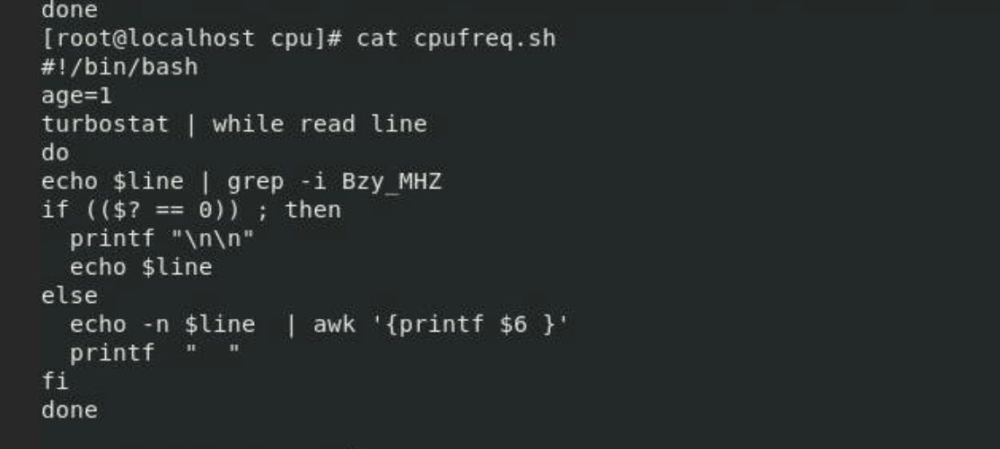 done
[root@localhost cpu]# cat cpufreq.sh
#!/bin/bash
age=1
turbostat | while read line
do
echo $line | grep -i Bzy_MHZ
if (($? == 0)) ; then
  printf "\n\n"
  echo $line
else
  echo -n $line  | awk '{printf $6 }'
  printf  "  "
fi
done